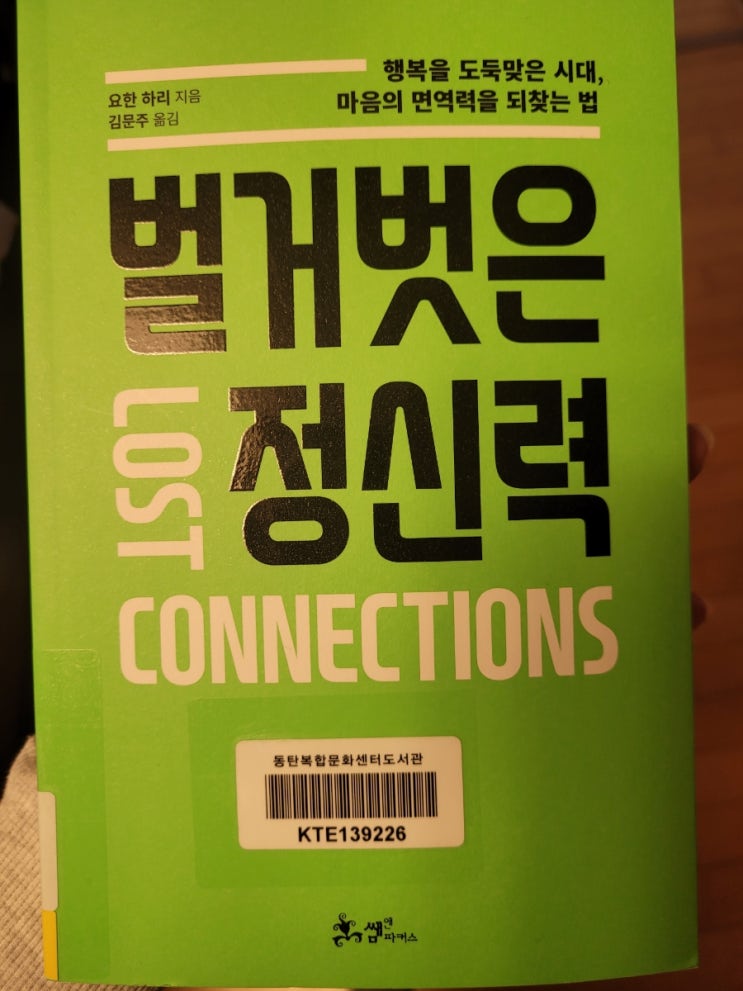 행복을 도둑맞은 시대,
마음의 면역력을 되찾는 법
요한 하리 지음
김문주 옮김
벌거벗은
정신력
LOST
CONNECTIONS
동탄복합문화센터도서관
KTE139226
쌤앤파커스